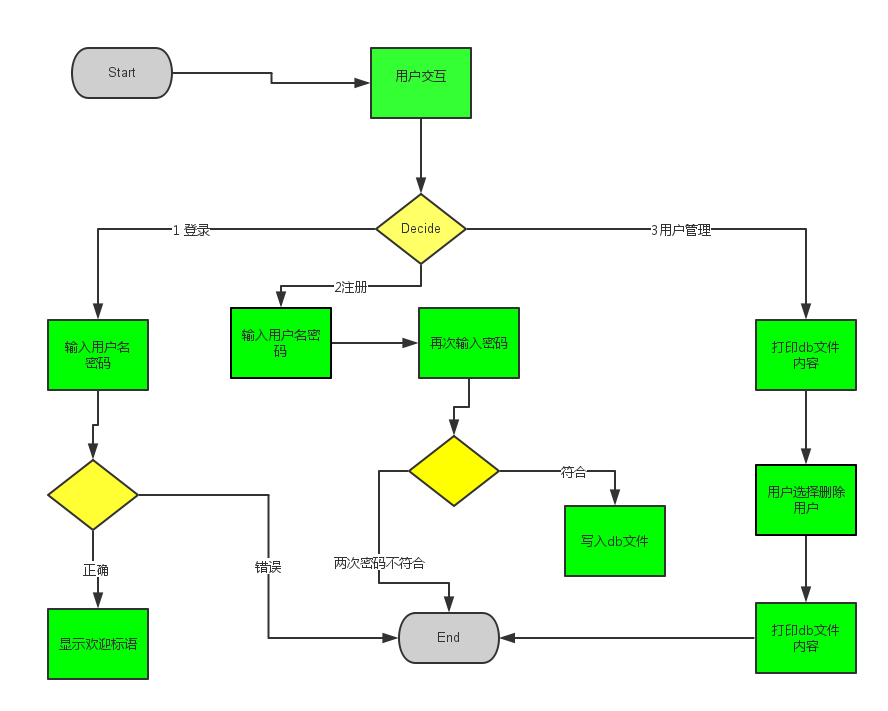 Start
用户交互
Decide
1 登录
3用户管理
2注册
输入用户名
密码
输入用户名密
码
再次输入密码
打印db文件
内容
符合
用户选择删除
用户
写入db文件
正确
错误
两次密码不符合
显示欢迎标语
End
打印db文件
内容